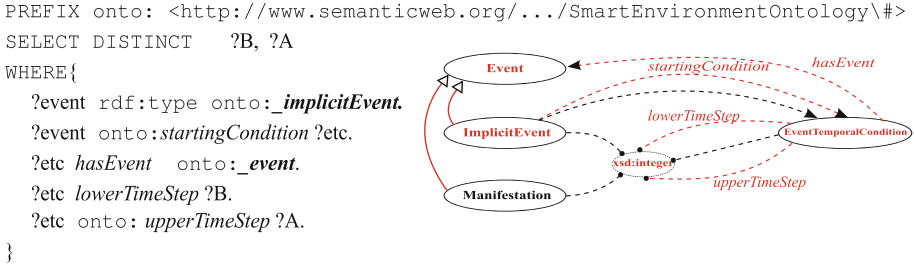 PREFIX onto: <http://www.semanticweb.org/.../SmartEnvironmentOntology\#>
SELECT DISTINCT ?B, ?A
WHERE{
?event rdf:type onto:_implicitEvent.
?event onto:startingCondition ?etc.
?etc hasEvent onto:_event.
?etc lowerTimeStep ?B.
?etc onto: upperTimeStep ?A.
}
Event
startingCondition
hasEvent
lowerTimeStep
ImplicitEvent
EventTemporalCondition
xsd:integer
upperTimeStep
Manifestation